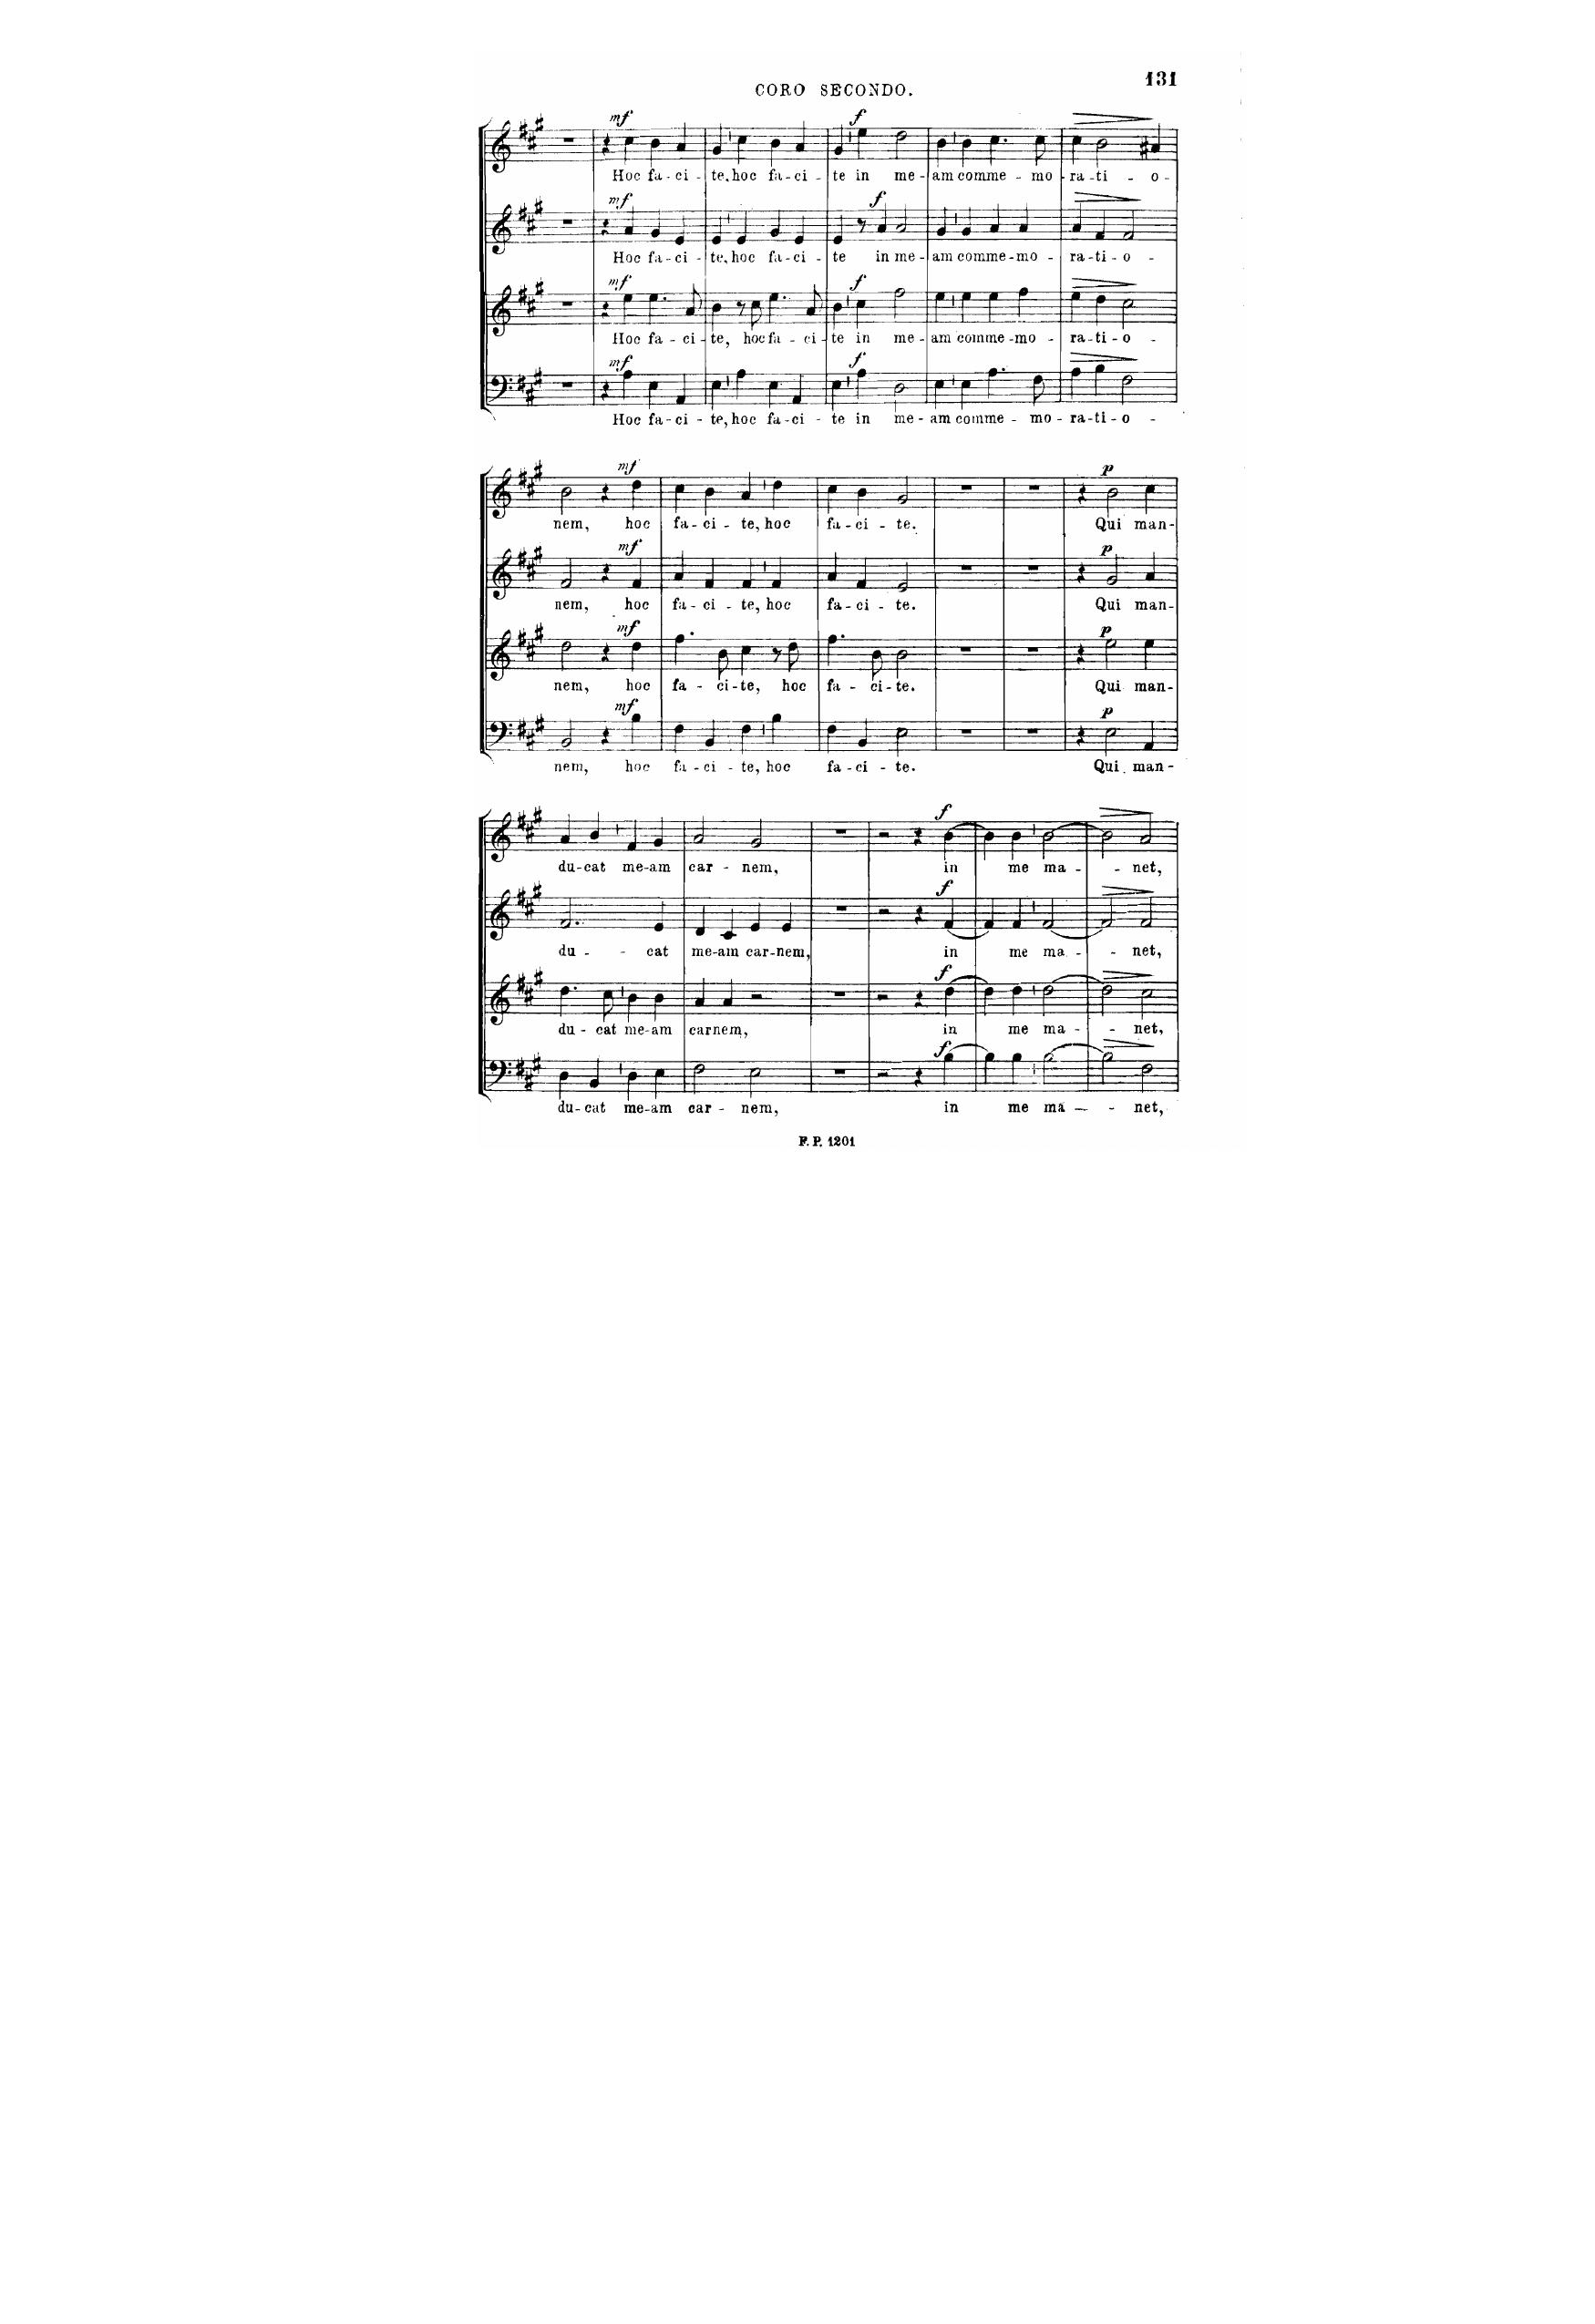 131
CORO SECONDO.
mf f
Hoc fa - ci - te, hoc fa - ci - te in me - am comme - mo - ra - ti - o -
mf f
Hoc fa - ci - te, hoc fa - ci - te in me - am comme - mo - ra - ti - o -
mf f
Hoc fa - ci - te, hoc fa - ci - te in me - am comme - mo - ra - ti - o -
mf f
Hoc fa - ci - te, hoc fa - ci - te in me - am comme - mo - ra - ti - o -
mf p
nem, hoc fa - ci - te, hoc fa - ci - te. Qui man-
mf p
nem, hoc fa - ci - te, hoc fa - ci - te. Qui man-
mf p
nem, hoc fa - ci - te, hoc fa - ci - te. Qui man-
mf p
nem, hoc fa - ci - te, hoc fa - ci - te. Qui man-
f
du - cat me - am car - nem, in me ma - - net,
f
du - - cat me - am car - nem, in me ma - - net,
f
du - cat me - am carnem, in me ma - - net,
f
du - cat me - am car - nem, in me ma - - net,
F. P. 1201